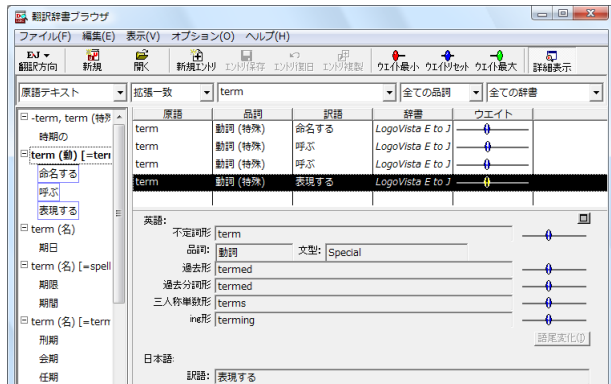 翻訳辞書ブラウザ
ファイル(F) 編集(E) 表示(V) オプション(O) ヘルプ(H)
EJ
翻訳方向 新規 開く 新規エントリ エントリ保存 エントリ復旧 エントリ複製 ウエイト最小 ウエイトリセット ウエイト最大 詳細表示
原語テキスト 拡張一致 term 全ての品詞 全ての辞書
-term, term (特殊
時期の
term (動) [=terr
命名する
呼ぶ
表現する
term (名)
期日
term (名) [=spell
期限
期間
term (名) [=term
刑期
会期
任期
原語 品詞 訳語 辞書 ウエイト
term 動詞 (特殊) 命名する LogoVista E to J
term 動詞 (特殊) 呼ぶ LogoVista E to J
term 動詞 (特殊) 呼ぶ LogoVista E to J
term 動詞 (特殊) 表現する LogoVista E to J
英語:
不定詞形 term
品詞: 動詞 文型: Special
過去形 termed
過去分詞形 termed
三人称単数形 terms
ing形 terming
語尾変化(I)
日本語:
訳語: 表現する